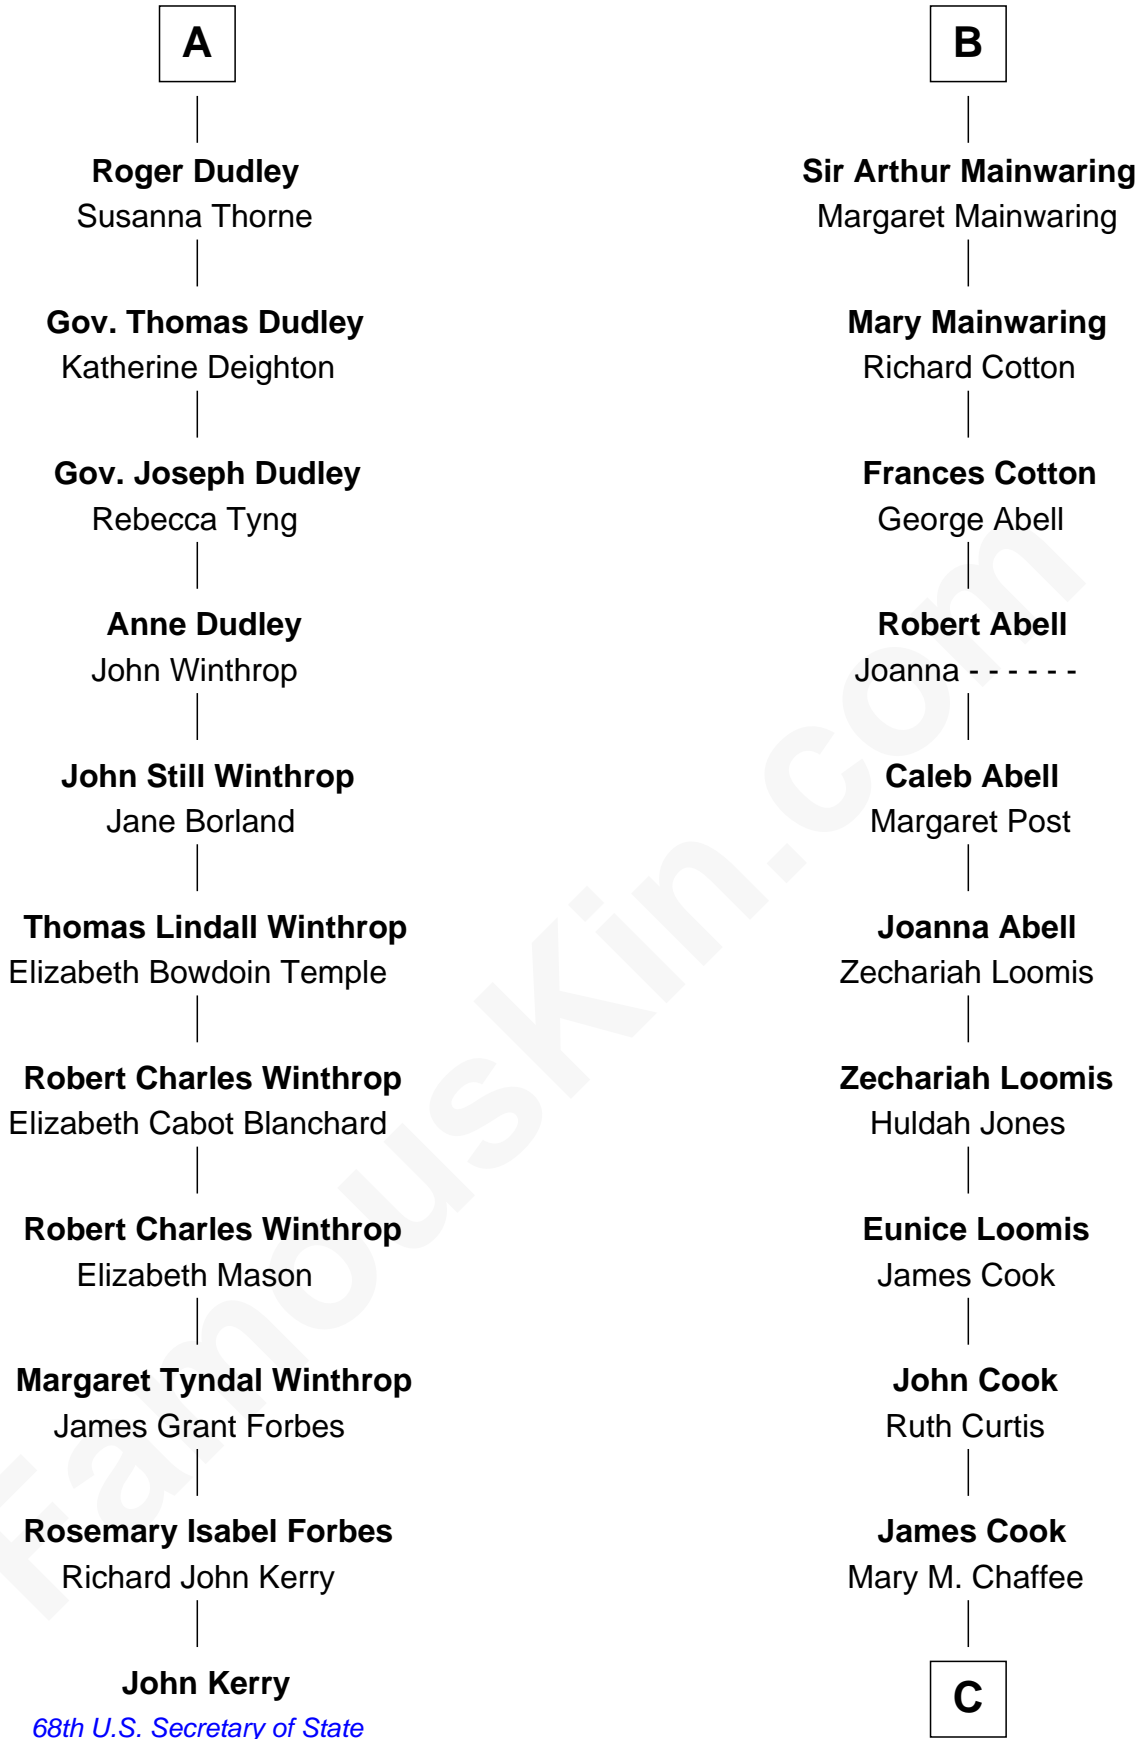 A
Roger Dudley
Susanna Thorne
Gov. Thomas Dudley
Katherine Deighton
Gov. Joseph Dudley
Rebecca Tyng
Anne Dudley
John Winthrop
John Still Winthrop
Jane Borland
Thomas Lindall Winthrop
Elizabeth Bowdoin Temple
Robert Charles Winthrop
Elizabeth Cabot Blanchard
Robert Charles Winthrop
Elizabeth Mason
Margaret Tyndal Winthrop
James Grant Forbes
Rosemary Isabel Forbes
Richard John Kerry
John Kerry
68th U.S. Secretary of State
B
Sir Arthur Mainwaring
Margaret Mainwaring
Mary Mainwaring
Richard Cotton
Frances Cotton
George Abell
Robert Abell
Joanna - - - - - -
Caleb Abell
Margaret Post
Joanna Abell
Zechariah Loomis
Zechariah Loomis
Huldah Jones
Eunice Loomis
James Cook
John Cook
Ruth Curtis
James Cook
Mary M. Chaffee
C
FamousKin.com